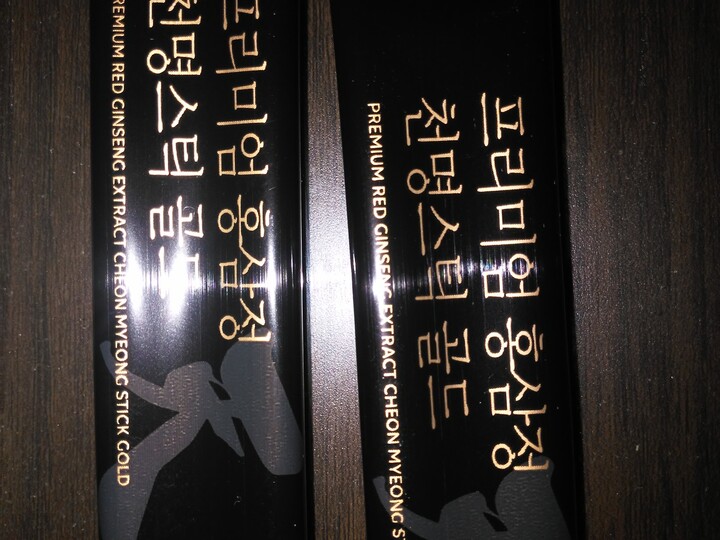 프리미엄 홍삼정
천명스틱 골드
PREMIUM RED GINSENG EXTRACT CHEON MYEONG STICK GOLD
프리미엄 홍삼정
천명스틱 골드
PREMIUM RED GINSENG EXTRACT CHEON MYEONG S